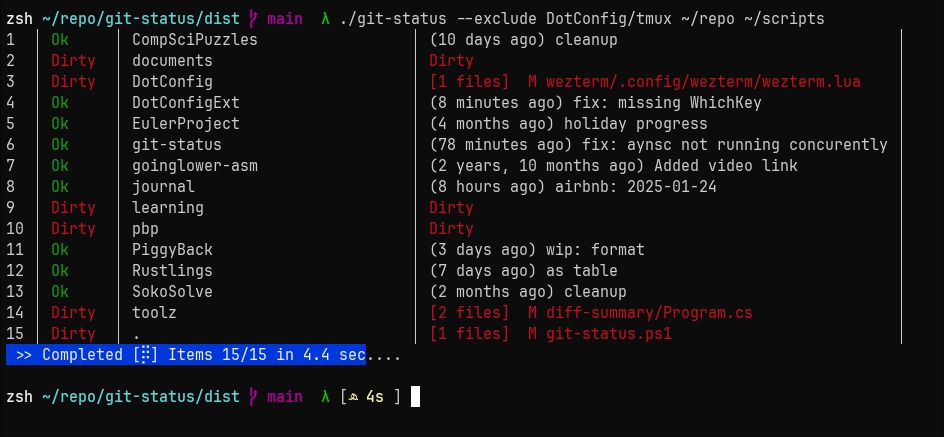 zsh ~/repo/git-status/dist main λ ./git-status --exclude DotConfig/tmux ~/repo ~/scripts
1 Ok CompSciPuzzles (10 days ago) cleanup
2 Dirty documents Dirty
3 Dirty DotConfig [1 files] M wezterm/.config/wezterm/wezterm.lua
4 Ok DotConfigExt (8 minutes ago) fix: missing WhichKey
5 Ok EulerProject (4 months ago) holiday progress
6 Ok git-status (78 minutes ago) fix: aynsc not running concurently
7 Ok goinglower-asm (2 years, 10 months ago) Added video link
8 Ok journal (8 hours ago) airbnb: 2025-01-24
9 Dirty learning Dirty
10 Dirty pbp Dirty
11 Ok PiggyBack (3 days ago) wip: format
12 Ok Rustlings (7 days ago) as table
13 Ok SokoSolve (2 months ago) cleanup
14 Dirty toolz [2 files] M diff-summary/Program.cs
15 Dirty . [1 files] M git-status.ps1
>> Completed [⡿] Items 15/15 in 4.4 sec....
zsh ~/repo/git-status/dist main λ [ 4s ]